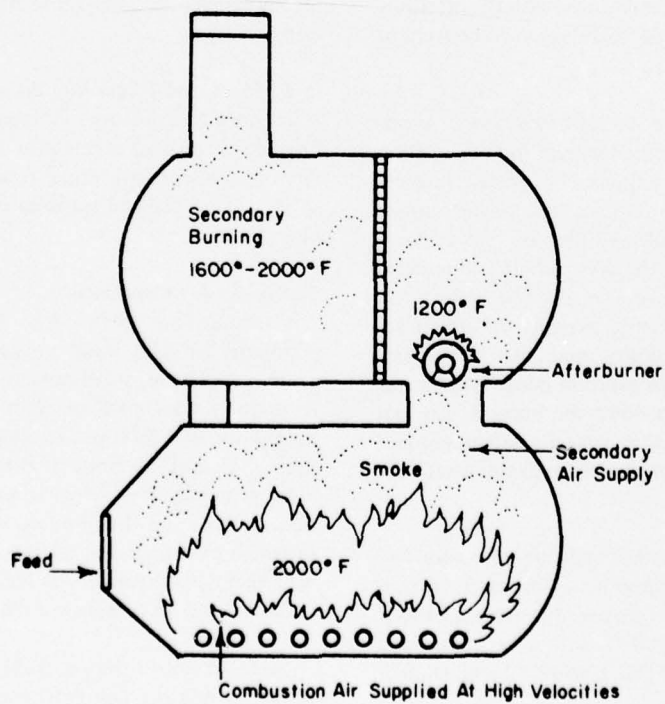 Secondary
Burning
1600°-2000° F
1200° F
Afterburner
Secondary
Air Supply
Smoke
Feed
2000° F
Combustion Air Supplied At High Velocities